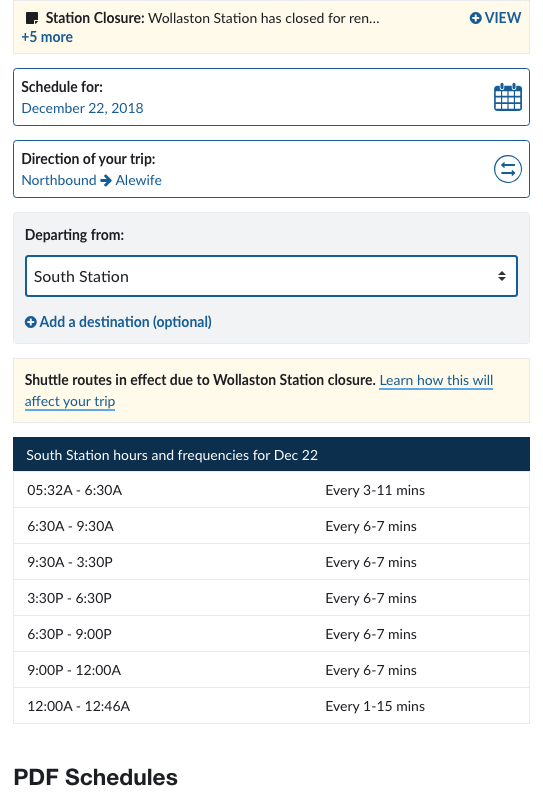 Station Closure: Wollaston Station has closed for ren...
VIEW
+5 more
Schedule for:
December 22, 2018
Direction of your trip:
Northbound → Alewife
Departing from:
South Station
Add a destination (optional)
Shuttle routes in effect due to Wollaston Station closure. Learn how this will
affect your trip
South Station hours and frequencies for Dec 22
05:32A - 6:30A Every 3-11 mins
6:30A - 9:30A Every 6-7 mins
9:30A - 3:30P Every 6-7 mins
3:30P - 6:30P Every 6-7 mins
6:30P - 9:00P Every 6-7 mins
9:00P - 12:00A Every 6-7 mins
12:00A - 12:46A Every 1-15 mins
PDF Schedules